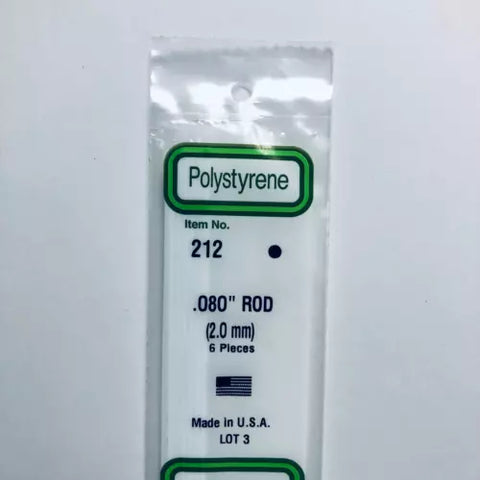 Polystyrene
Item No.
212
.080" ROD
(2.0 mm)
6 Pieces
Made in U.S.A.
LOT 3